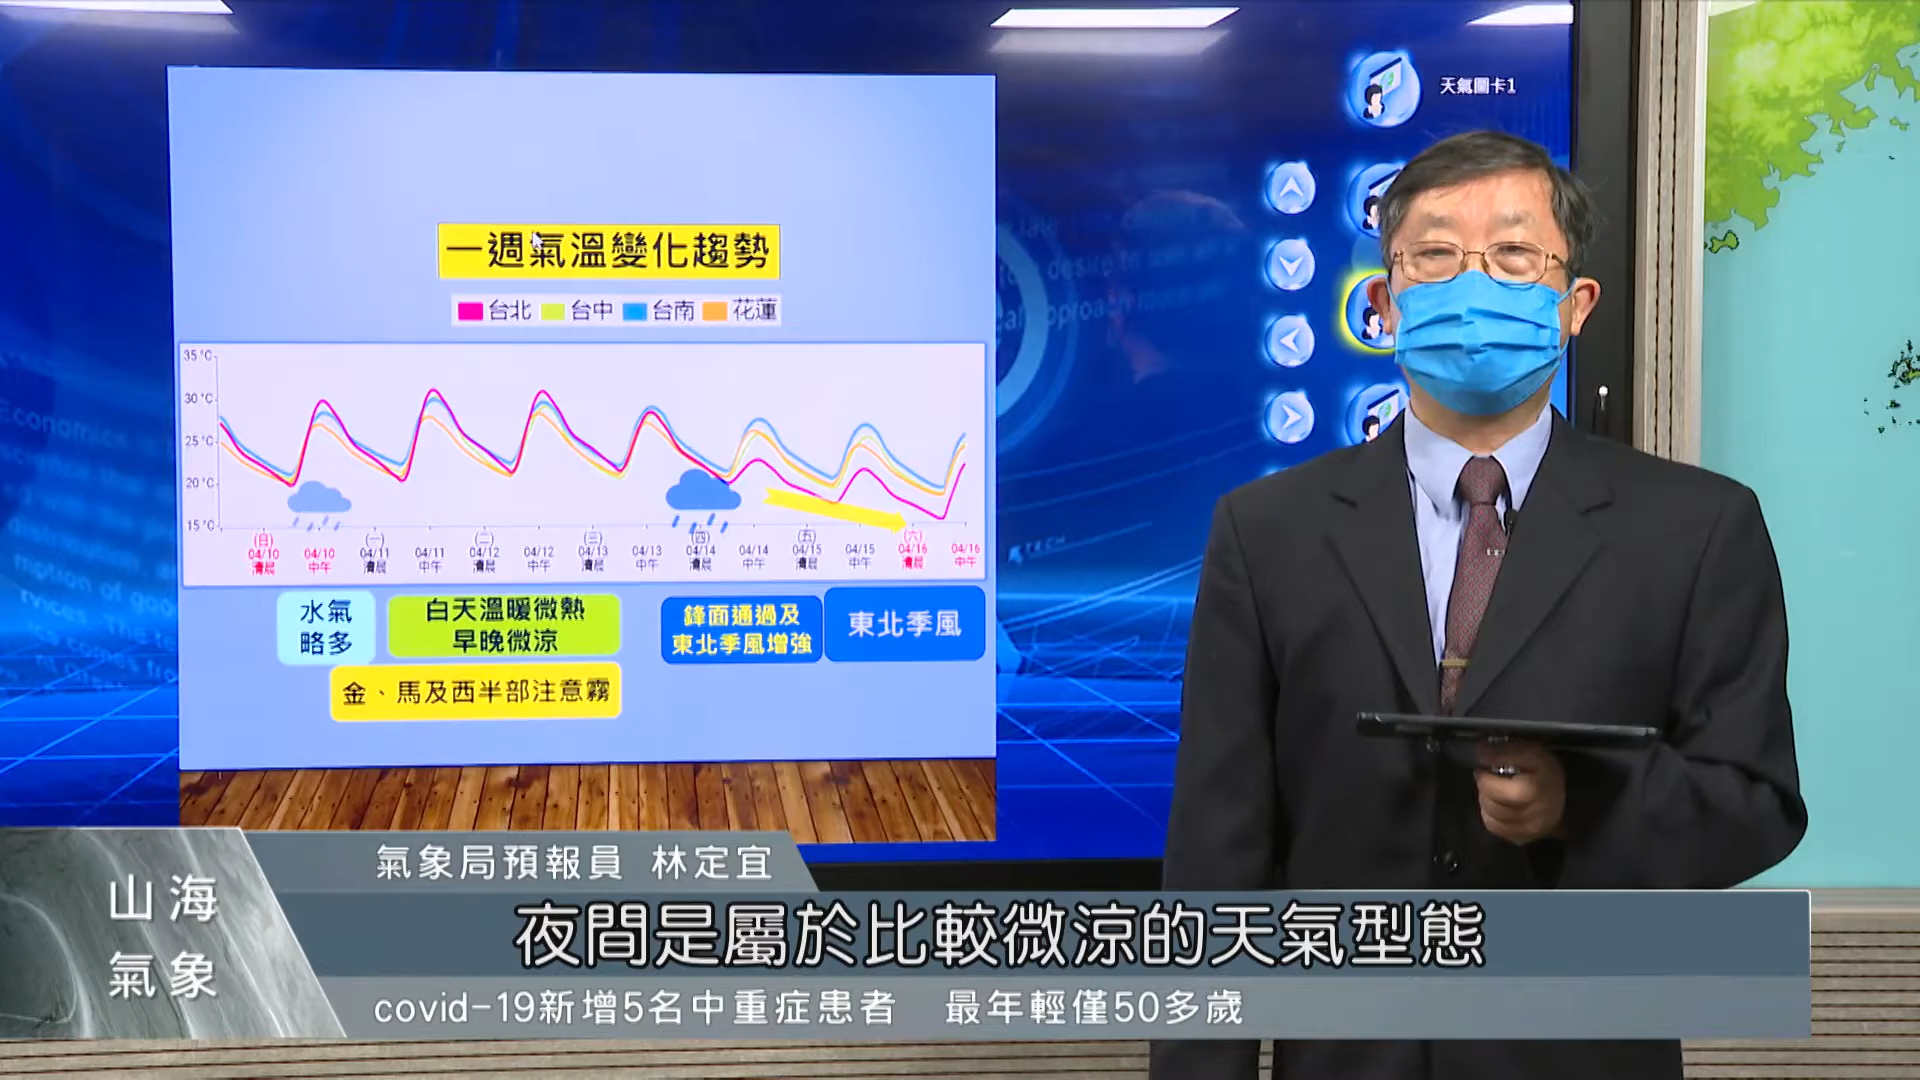 天氣圖卡1
一週氣溫變化趨勢
台北 台中 台南 花蓮
35°C
30°C
25°C
20°C
15°C
(日) (一) (二) (三) (四) (五) (六)
04/10 04/10 04/11 04/11 04/12 04/12 04/13 04/13 04/14 04/14 04/15 04/15 04/16 04/16
清晨 中午 清晨 中午 清晨 中午 清晨 中午 清晨 中午 清晨 中午 清晨 中午
水氣
略多
白天溫暖微熱
早晚微涼
鋒面通過及
東北季風增強
東北季風
金、馬及西半部注意霧
山海
氣象
氣象局預報員 林定宜
夜間是屬於比較微涼的天氣型態
covid-19新增5名中重症患者 最年輕僅50多歲